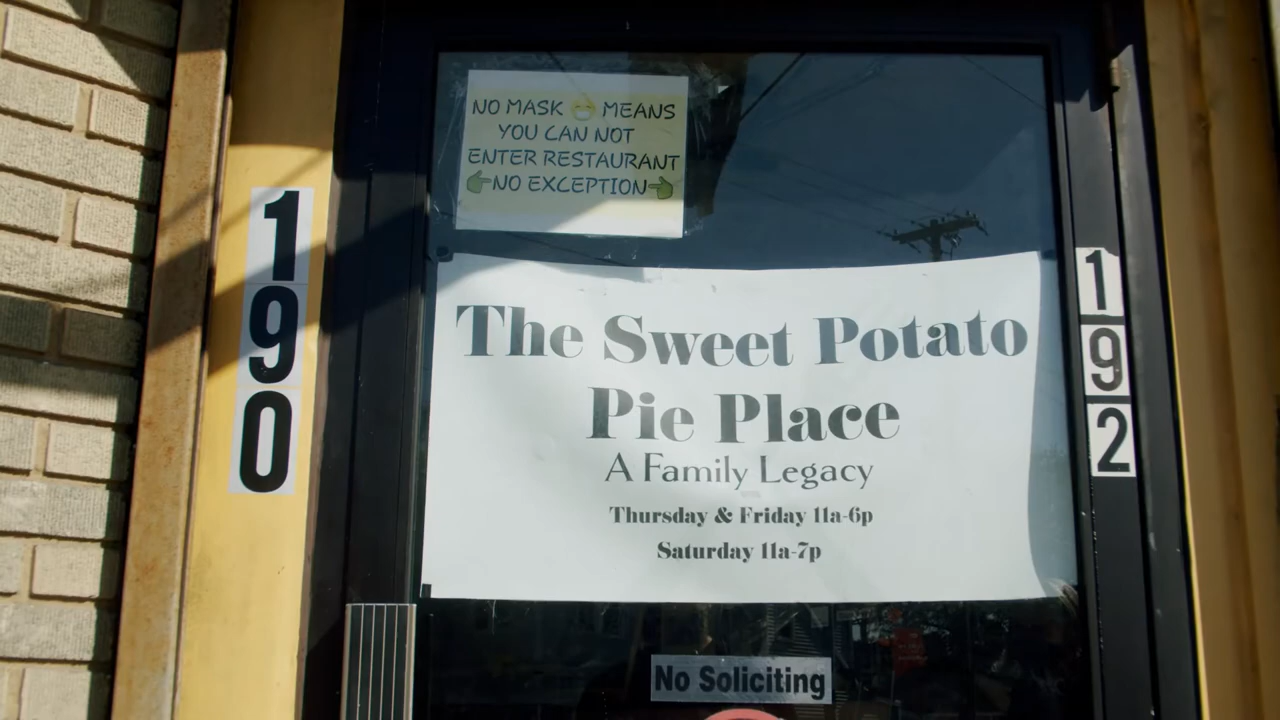 NO MASK 😷 MEANS
YOU CAN NOT
ENTER RESTAURANT
👉NO EXCEPTION👈
190
The Sweet Potato
Pie Place
A Family Legacy
Thursday & Friday 11a-6p
Saturday 11a-7p
192
No Soliciting